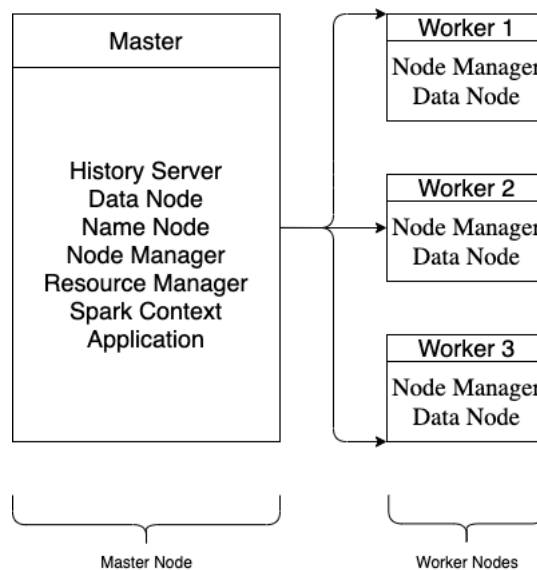 Master
History Server
Data Node
Name Node
Node Manager
Resource Manager
Spark Context
Application
Worker 1
Node Manager
Data Node
Worker 2
Node Manager
Data Node
Worker 3
Node Manager
Data Node
Master Node
Worker Nodes